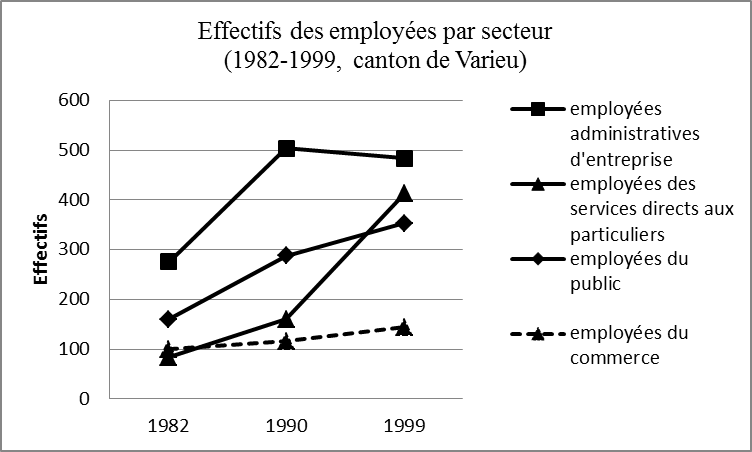 Effectifs des employées par secteur
(1982-1999, canton de Varieu)
Effectifs
600
500
400
300
200
100
0
1982
1990
1999
employées
administratives
d'entreprise
employées des
services directs aux
particuliers
employées du
public
employées du
commerce